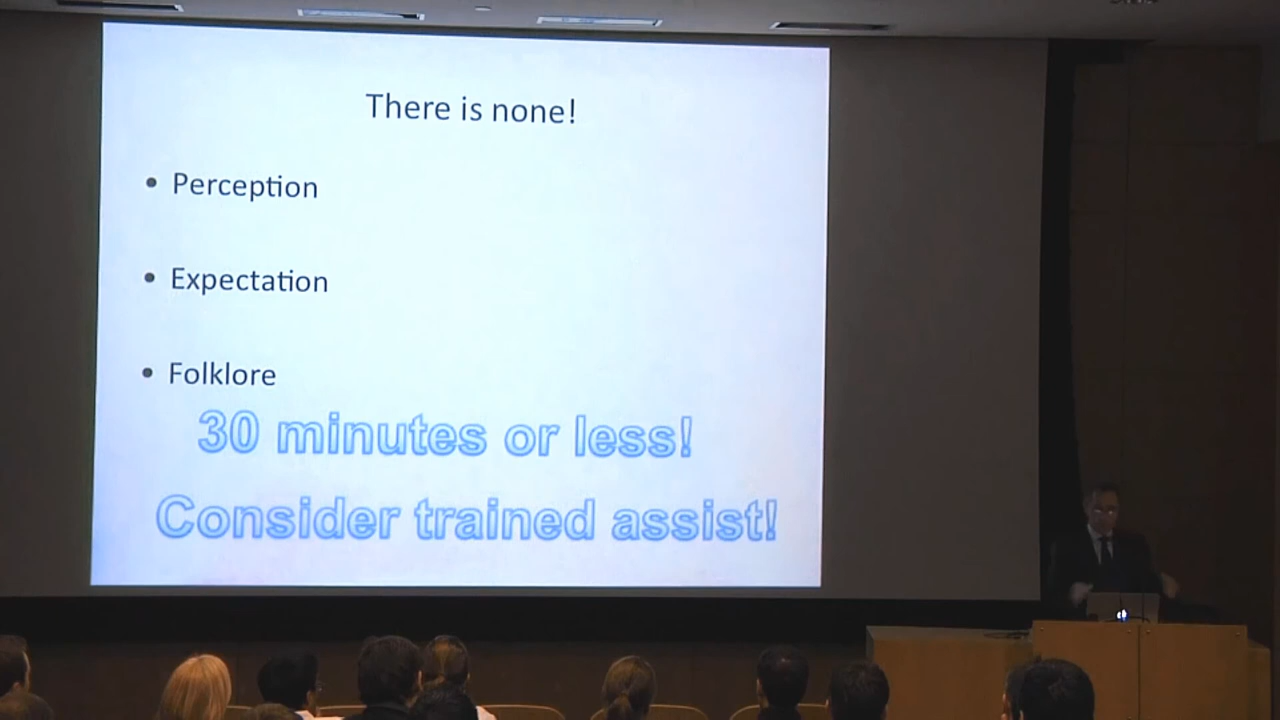 There is none!
• Perception
• Expectation
• Folklore
30 minutes or less!
Consider trained assist!